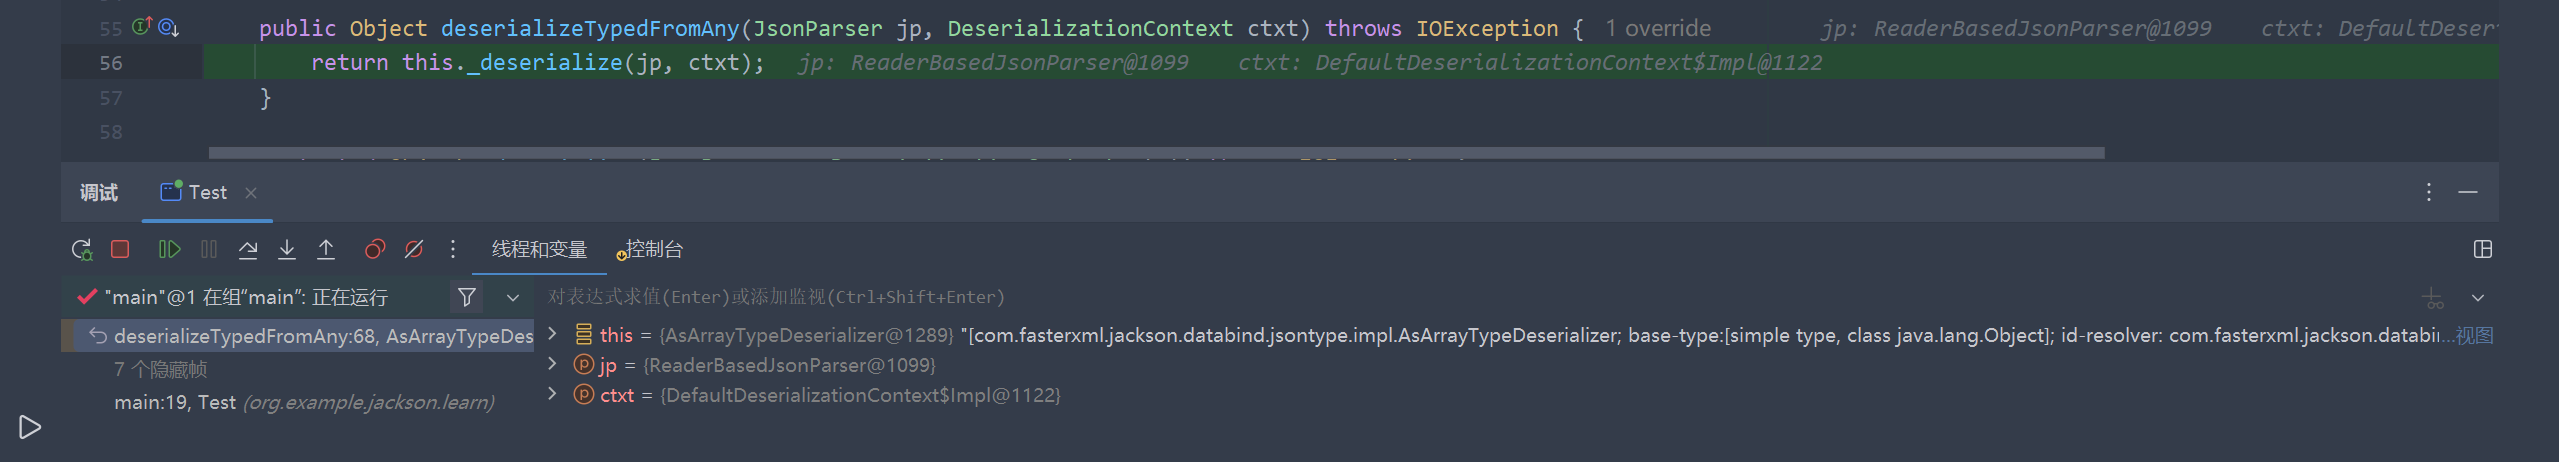 55 public Object deserializeTypedFromAny(JsonParser jp, DeserializationContext ctxt) throws IOException { 1 override jp: ReaderBasedJsonParser@1099 ctxt: DefaultDeser
56 return this._deserialize(jp, ctxt); jp: ReaderBasedJsonParser@1099 ctxt: DefaultDeserializationContext$Impl@1122
57 }
58
调试 Test
线程和变量 控制台
"main"@1 在组“main”: 正在运行 对表达式求值(Enter)或添加监视(Ctrl+Shift+Enter)
deserializeTypedFromAny:68, AsArrayTypeDes this = {AsArrayTypeDeserializer@1289} "[com.fasterxml.jackson.databind.jsontype.impl.AsArrayTypeDeserializer; base-type:[simple type, class java.lang.Object]; id-resolver: com.fasterxml.jackson.databi...视图
7 个隐藏帧 jp = {ReaderBasedJsonParser@1099}
main:19, Test (org.example.jackson.learn) ctxt = {DefaultDeserializationContext$Impl@1122}